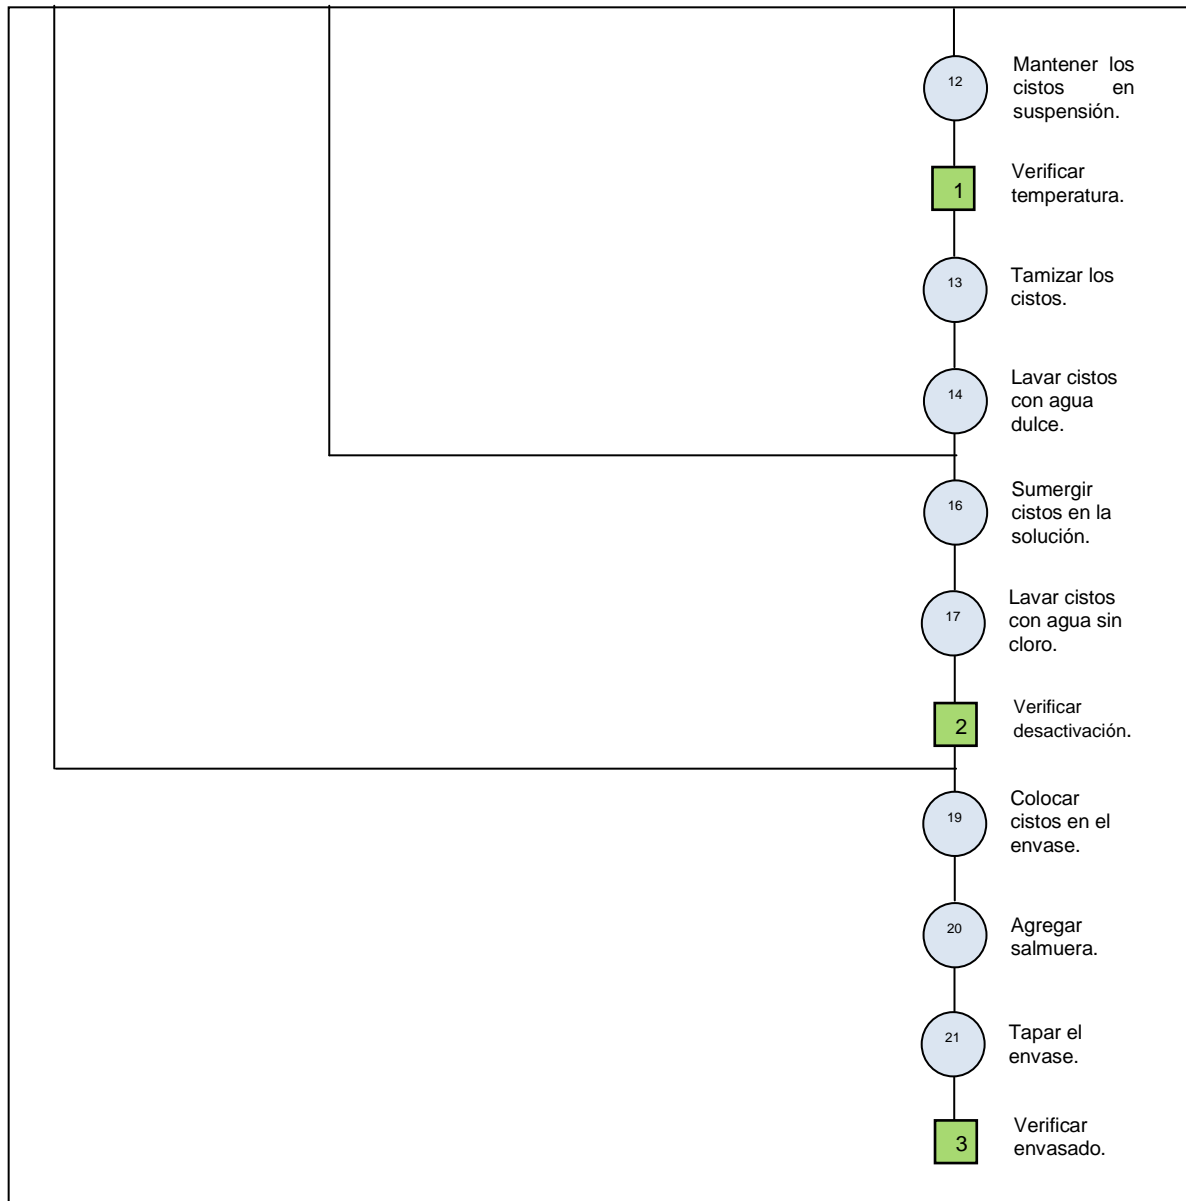 12
Mantener los
cistos en
suspensión.
1
Verificar
temperatura.
13
Tamizar los
cistos.
14
Lavar cistos
con agua
dulce.
16
Sumergir
cistos en la
solución.
17
Lavar cistos
con agua sin
cloro.
2
Verificar
desactivación.
19
Colocar
cistos en el
envase.
20
Agregar
salmuera.
21
Tapar el
envase.
3
Verificar
envasado.